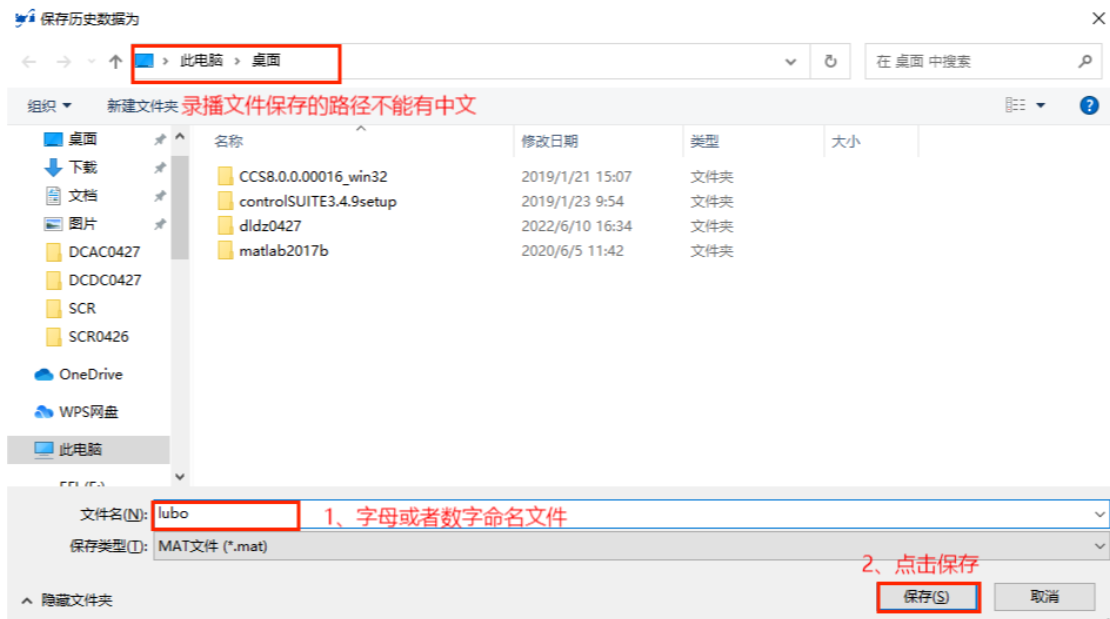 保存历史数据为
此电脑 › 桌面
在 桌面 中搜索
组织 新建文件夹 录播文件保存的路径不能有中文
名称 修改日期 类型 大小
桌面
下载
文档
图片
DCAC0427
DCDC0427
SCR
SCR0426
OneDrive
WPS网盘
此电脑
CCS8.0.0.00016_win32 2019/1/21 15:07 文件夹
controlSUITE3.4.9setup 2019/1/23 9:54 文件夹
dldz0427 2022/6/10 16:34 文件夹
matlab2017b 2020/6/5 11:42 文件夹
文件名(N): lubo 1、字母或者数字命名文件
保存类型(T): MAT文件 (*.mat)
2、点击保存
隐藏文件夹 保存(S) 取消